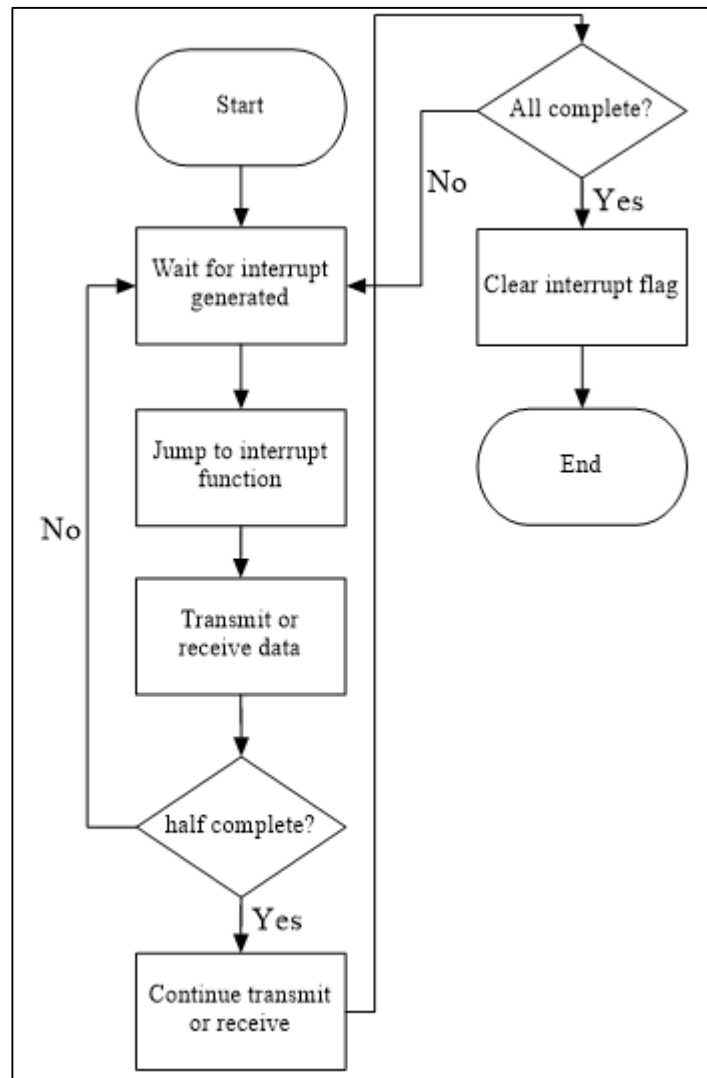 Start
Wait for interrupt
generated
Jump to interrupt
function
No
Transmit or
receive data
half complete?
Yes
Continue transmit
or receive
All complete?
No
Yes
Clear interrupt flag
End